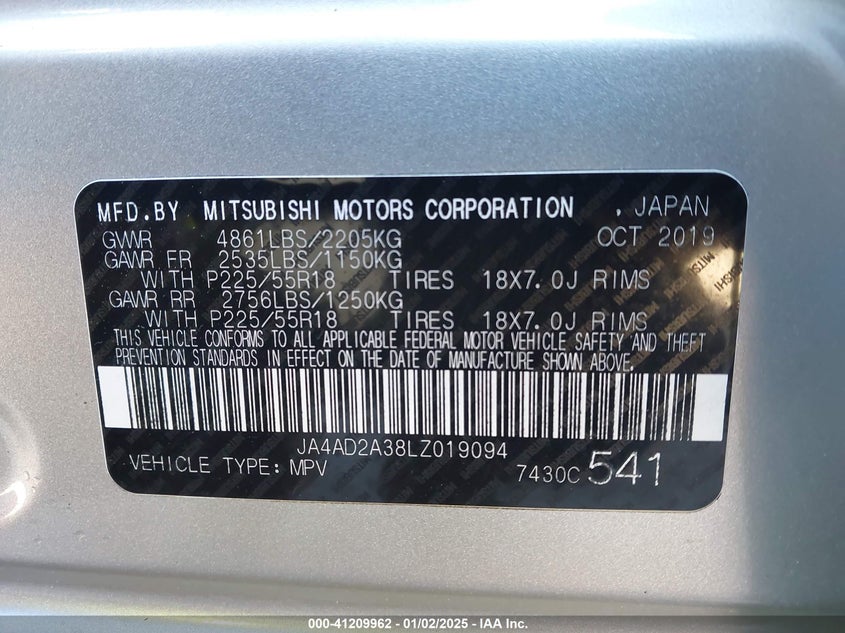 MFD.BY MITSUBISHI MOTORS CORPORATION , JAPAN
GVWR 4861LBS/2205KG OCT 2019
GAWR FR 2535LBS/1150KG
WITH P225/55R18 TIRES 18X7.0J RIMS
GAWR RR 2756LBS/1250KG
WITH P225/55R18 TIRES 18X7.0J RIMS
THIS VEHICLE CONFORMS TO ALL APPLICABLE FEDERAL MOTOR VEHICLE SAFETY AND THEFT
PREVENTION STANDARDS IN EFFECT ON THE DATE OF MANUFACTURE SHOWN ABOVE.
JA4AD2A38LZ019094
VEHICLE TYPE: MPV 7430C 541
000-41209962 - 01/02/2025 - IAA Inc.